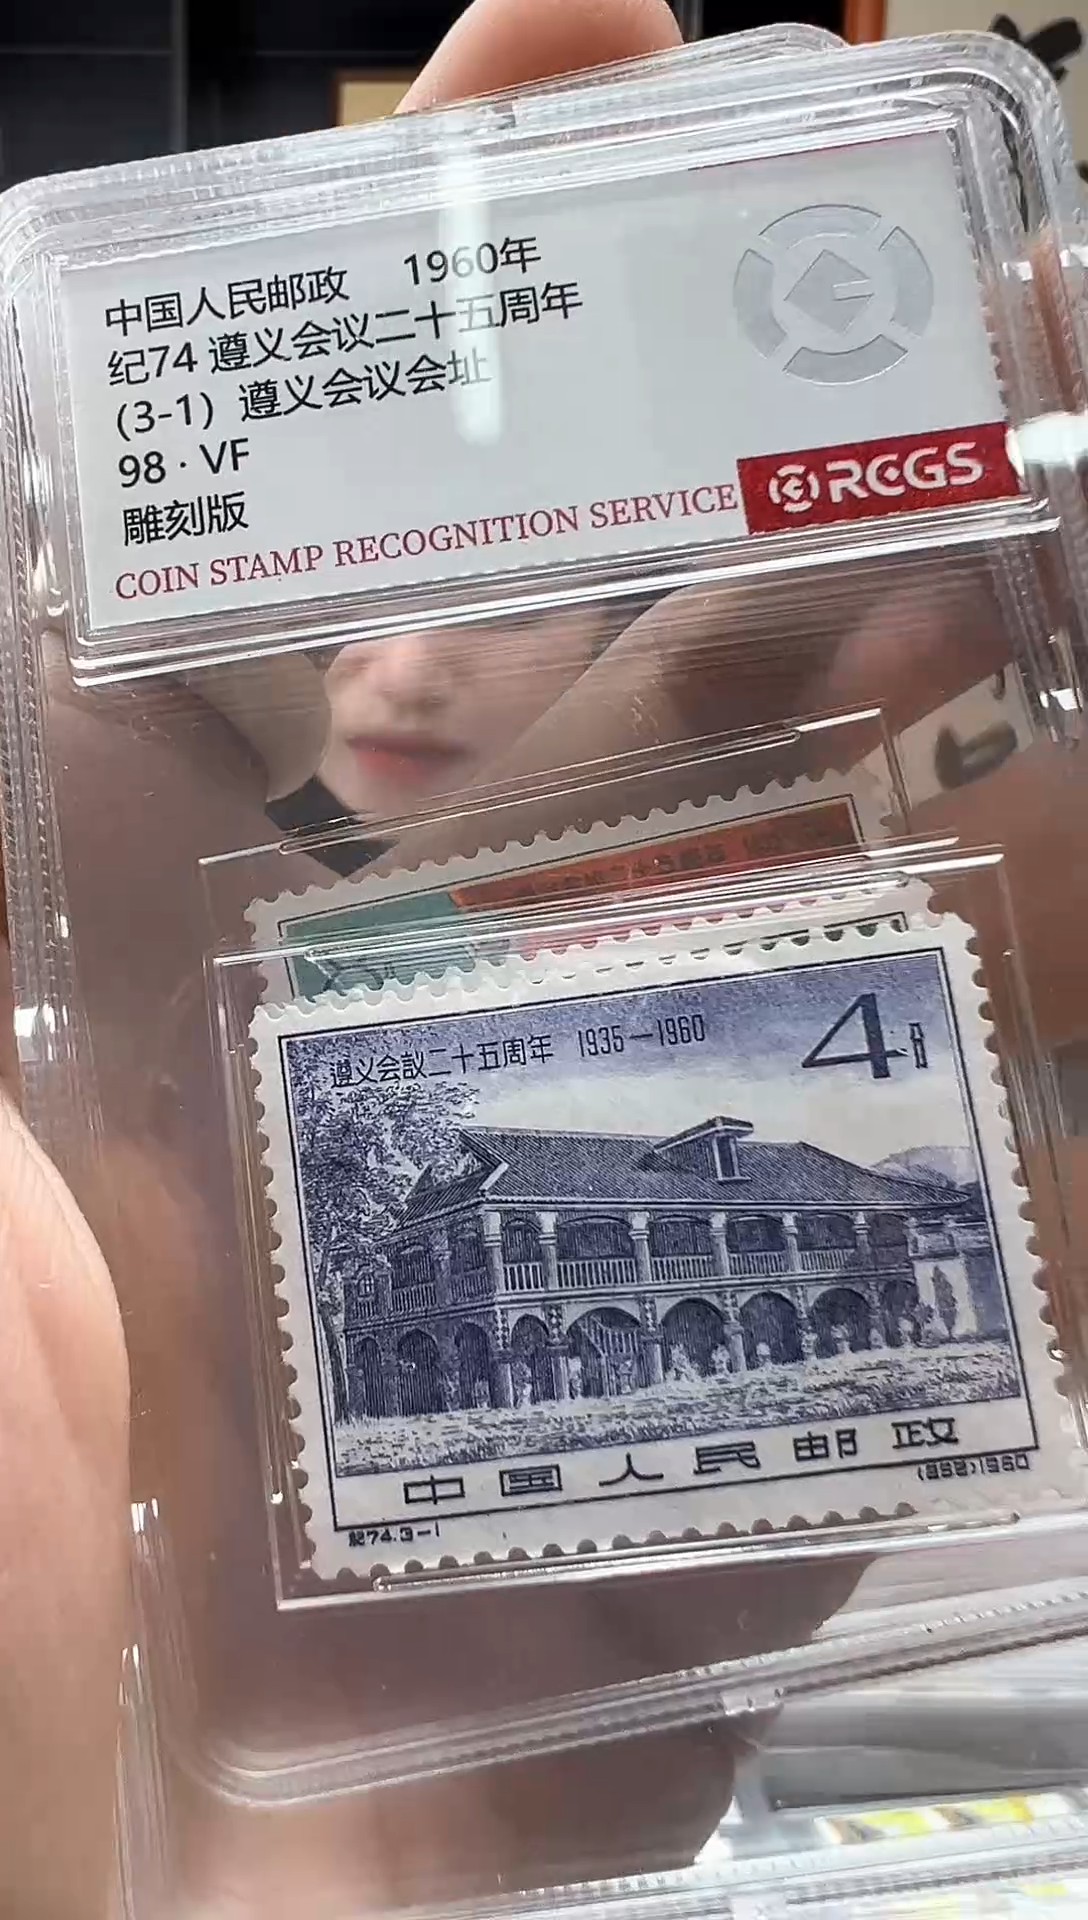 中国人民邮政 1960年
纪74 遵义会议二十五周年
(3-1) 遵义会议会址
98·VF
雕刻版
COIN STAMP RECOGNITION SERVICE
RCGS
遵义会議二十五周年 1935—1960
4分
中国人民邮政
紀74.3-1
1960